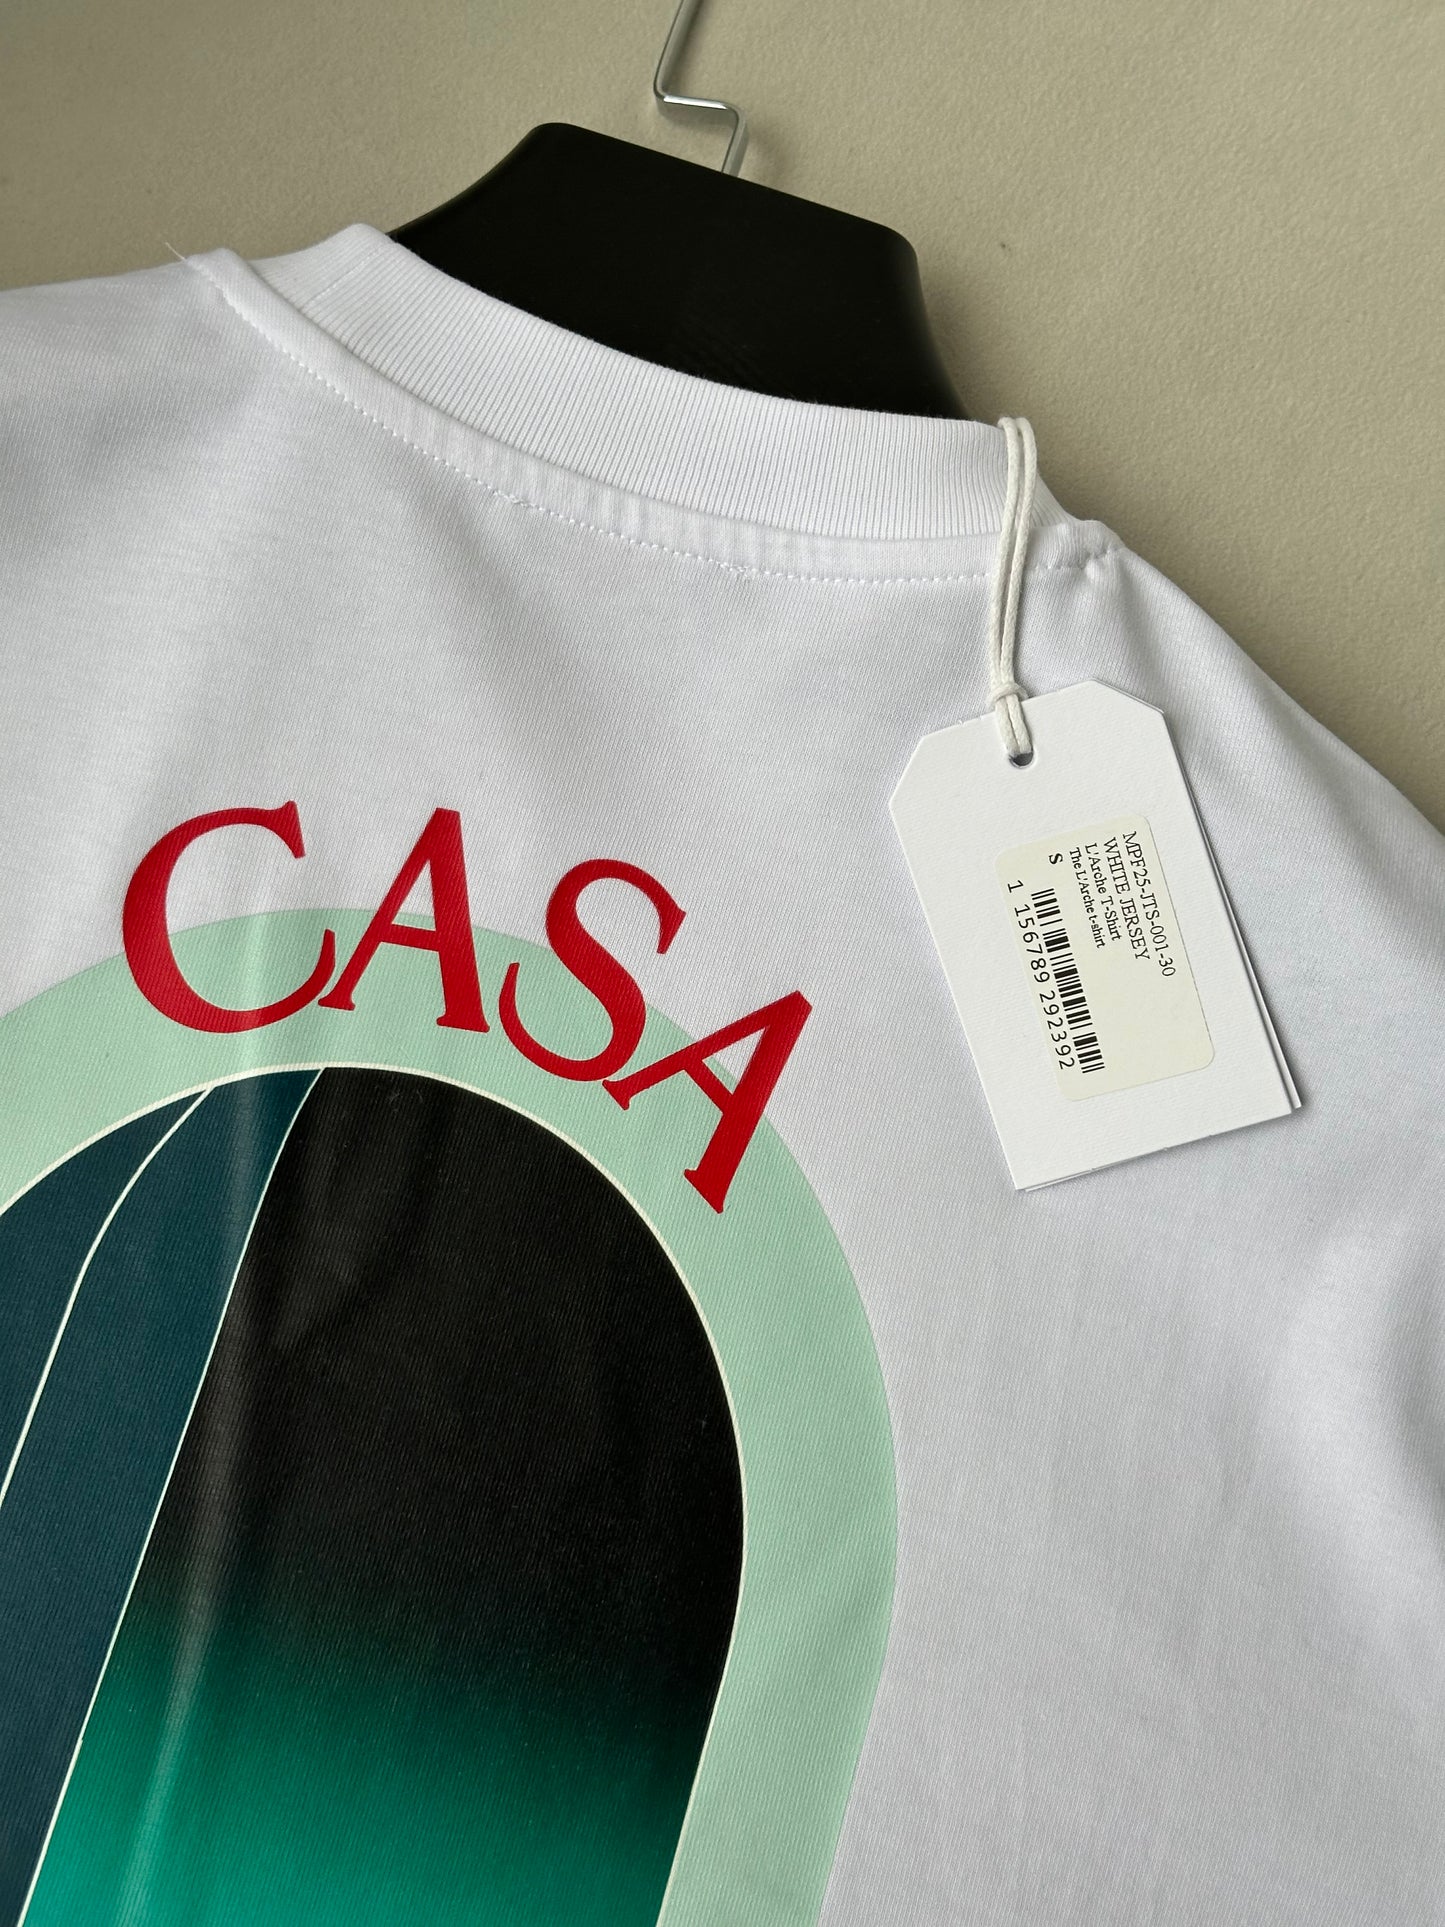 CASA
MPF25-JTS-001-30
WHITE JERSEY
L'Arche T-Shirt
The L'Arche t-shirt
S
1 156789 292392